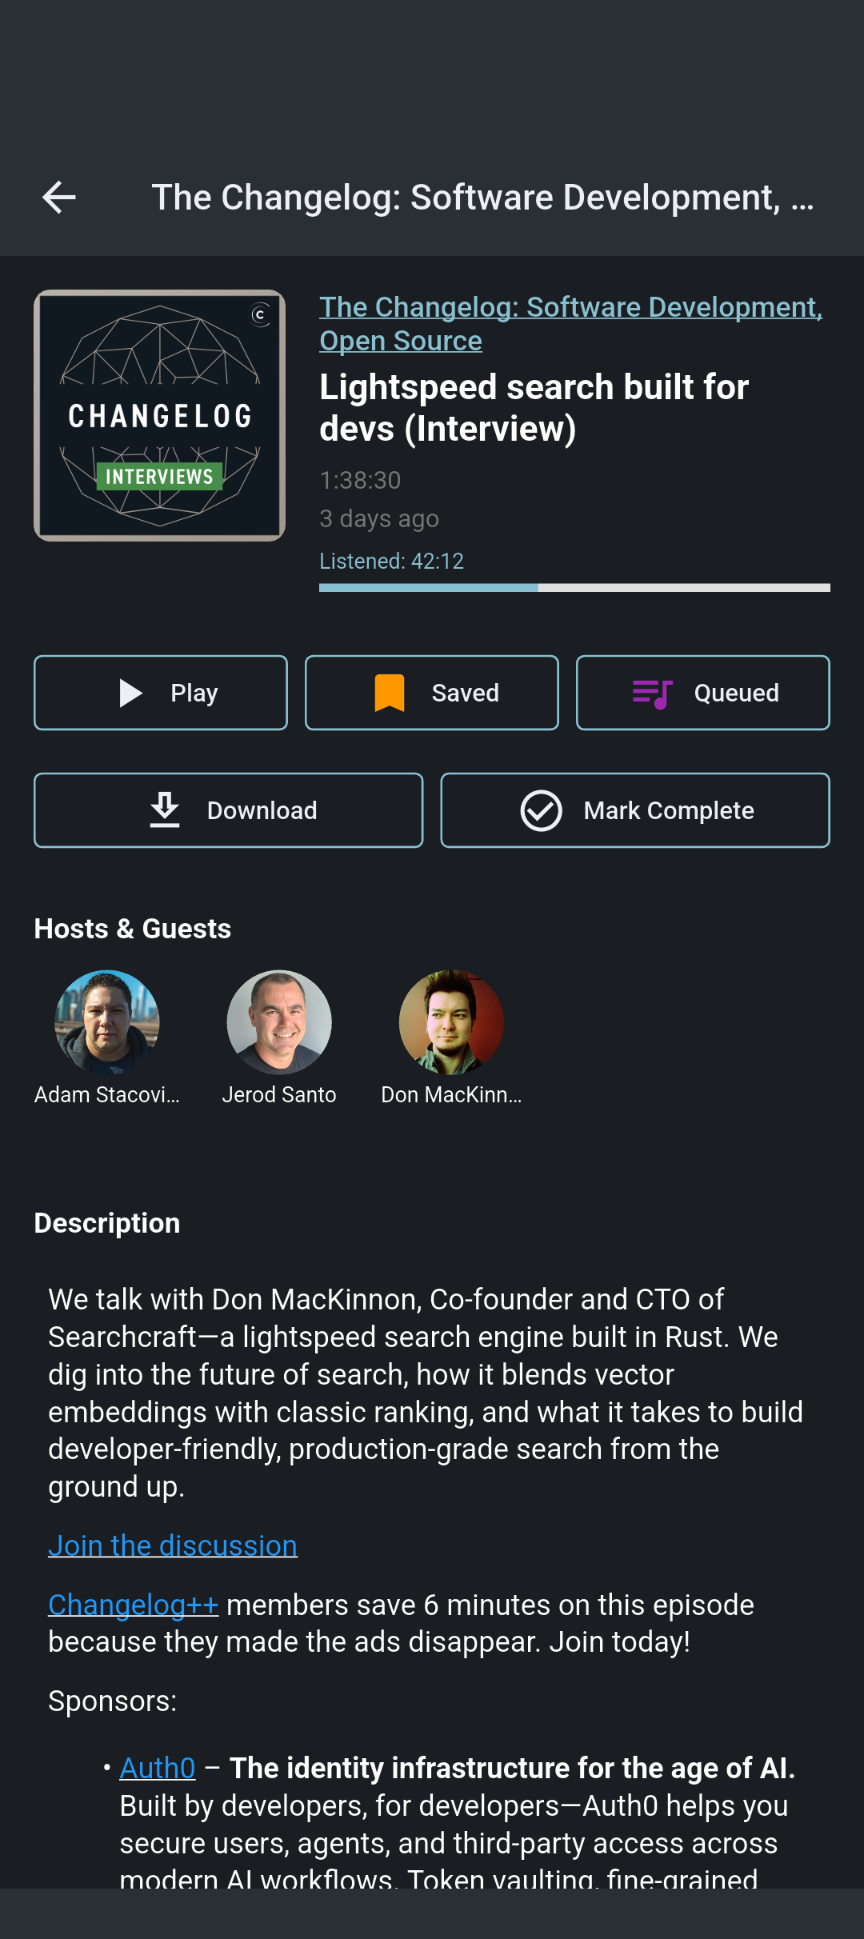 The Changelog: Software Development, ...
C
CHANGELOG
INTERVIEWS
The Changelog: Software Development,
Open Source
Lightspeed search built for
devs (Interview)
1:38:30
3 days ago
Listened: 42:12
Play
Saved
Queued
Download
Mark Complete
Hosts & Guests
Adam Stacovi...
Jerod Santo
Don MacKinn...
Description
We talk with Don MacKinnon, Co-founder and CTO of
Searchcraft—a lightspeed search engine built in Rust. We
dig into the future of search, how it blends vector
embeddings with classic ranking, and what it takes to build
developer-friendly, production-grade search from the
ground up.
Join the discussion
Changelog++ members save 6 minutes on this episode
because they made the ads disappear. Join today!
Sponsors:
• Auth0 – The identity infrastructure for the age of AI.
Built by developers, for developers—Auth0 helps you
secure users, agents, and third-party access across
modern AI workflows. Token vaulting, fine-grained